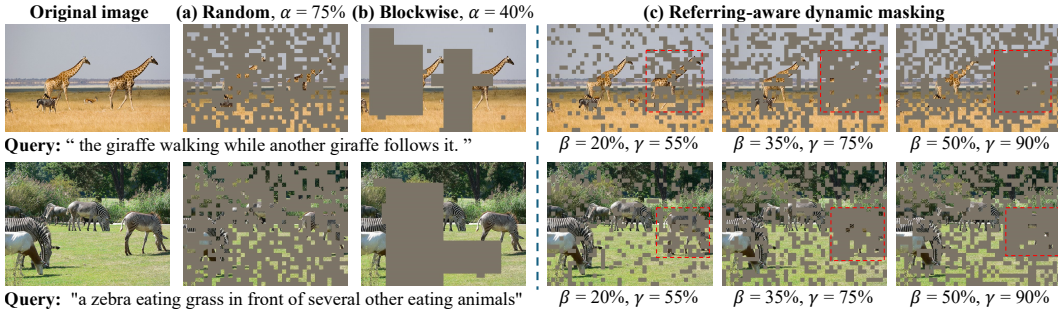 Original image (a) Random, α = 75% (b) Blockwise, α = 40% (c) Referring-aware dynamic masking
Query: “ the giraffe walking while another giraffe follows it. ”
β = 20%, γ = 55% β = 35%, γ = 75% β = 50%, γ = 90%
Query: "a zebra eating grass in front of several other eating animals"
β = 20%, γ = 55% β = 35%, γ = 75% β = 50%, γ = 90%